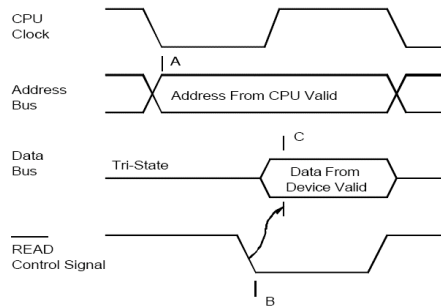 CPU
Clock
A
Address
Bus
Address From CPU Valid
C
Data
Bus
Tri-State
Data From
Device Valid
READ
Control Signal
B